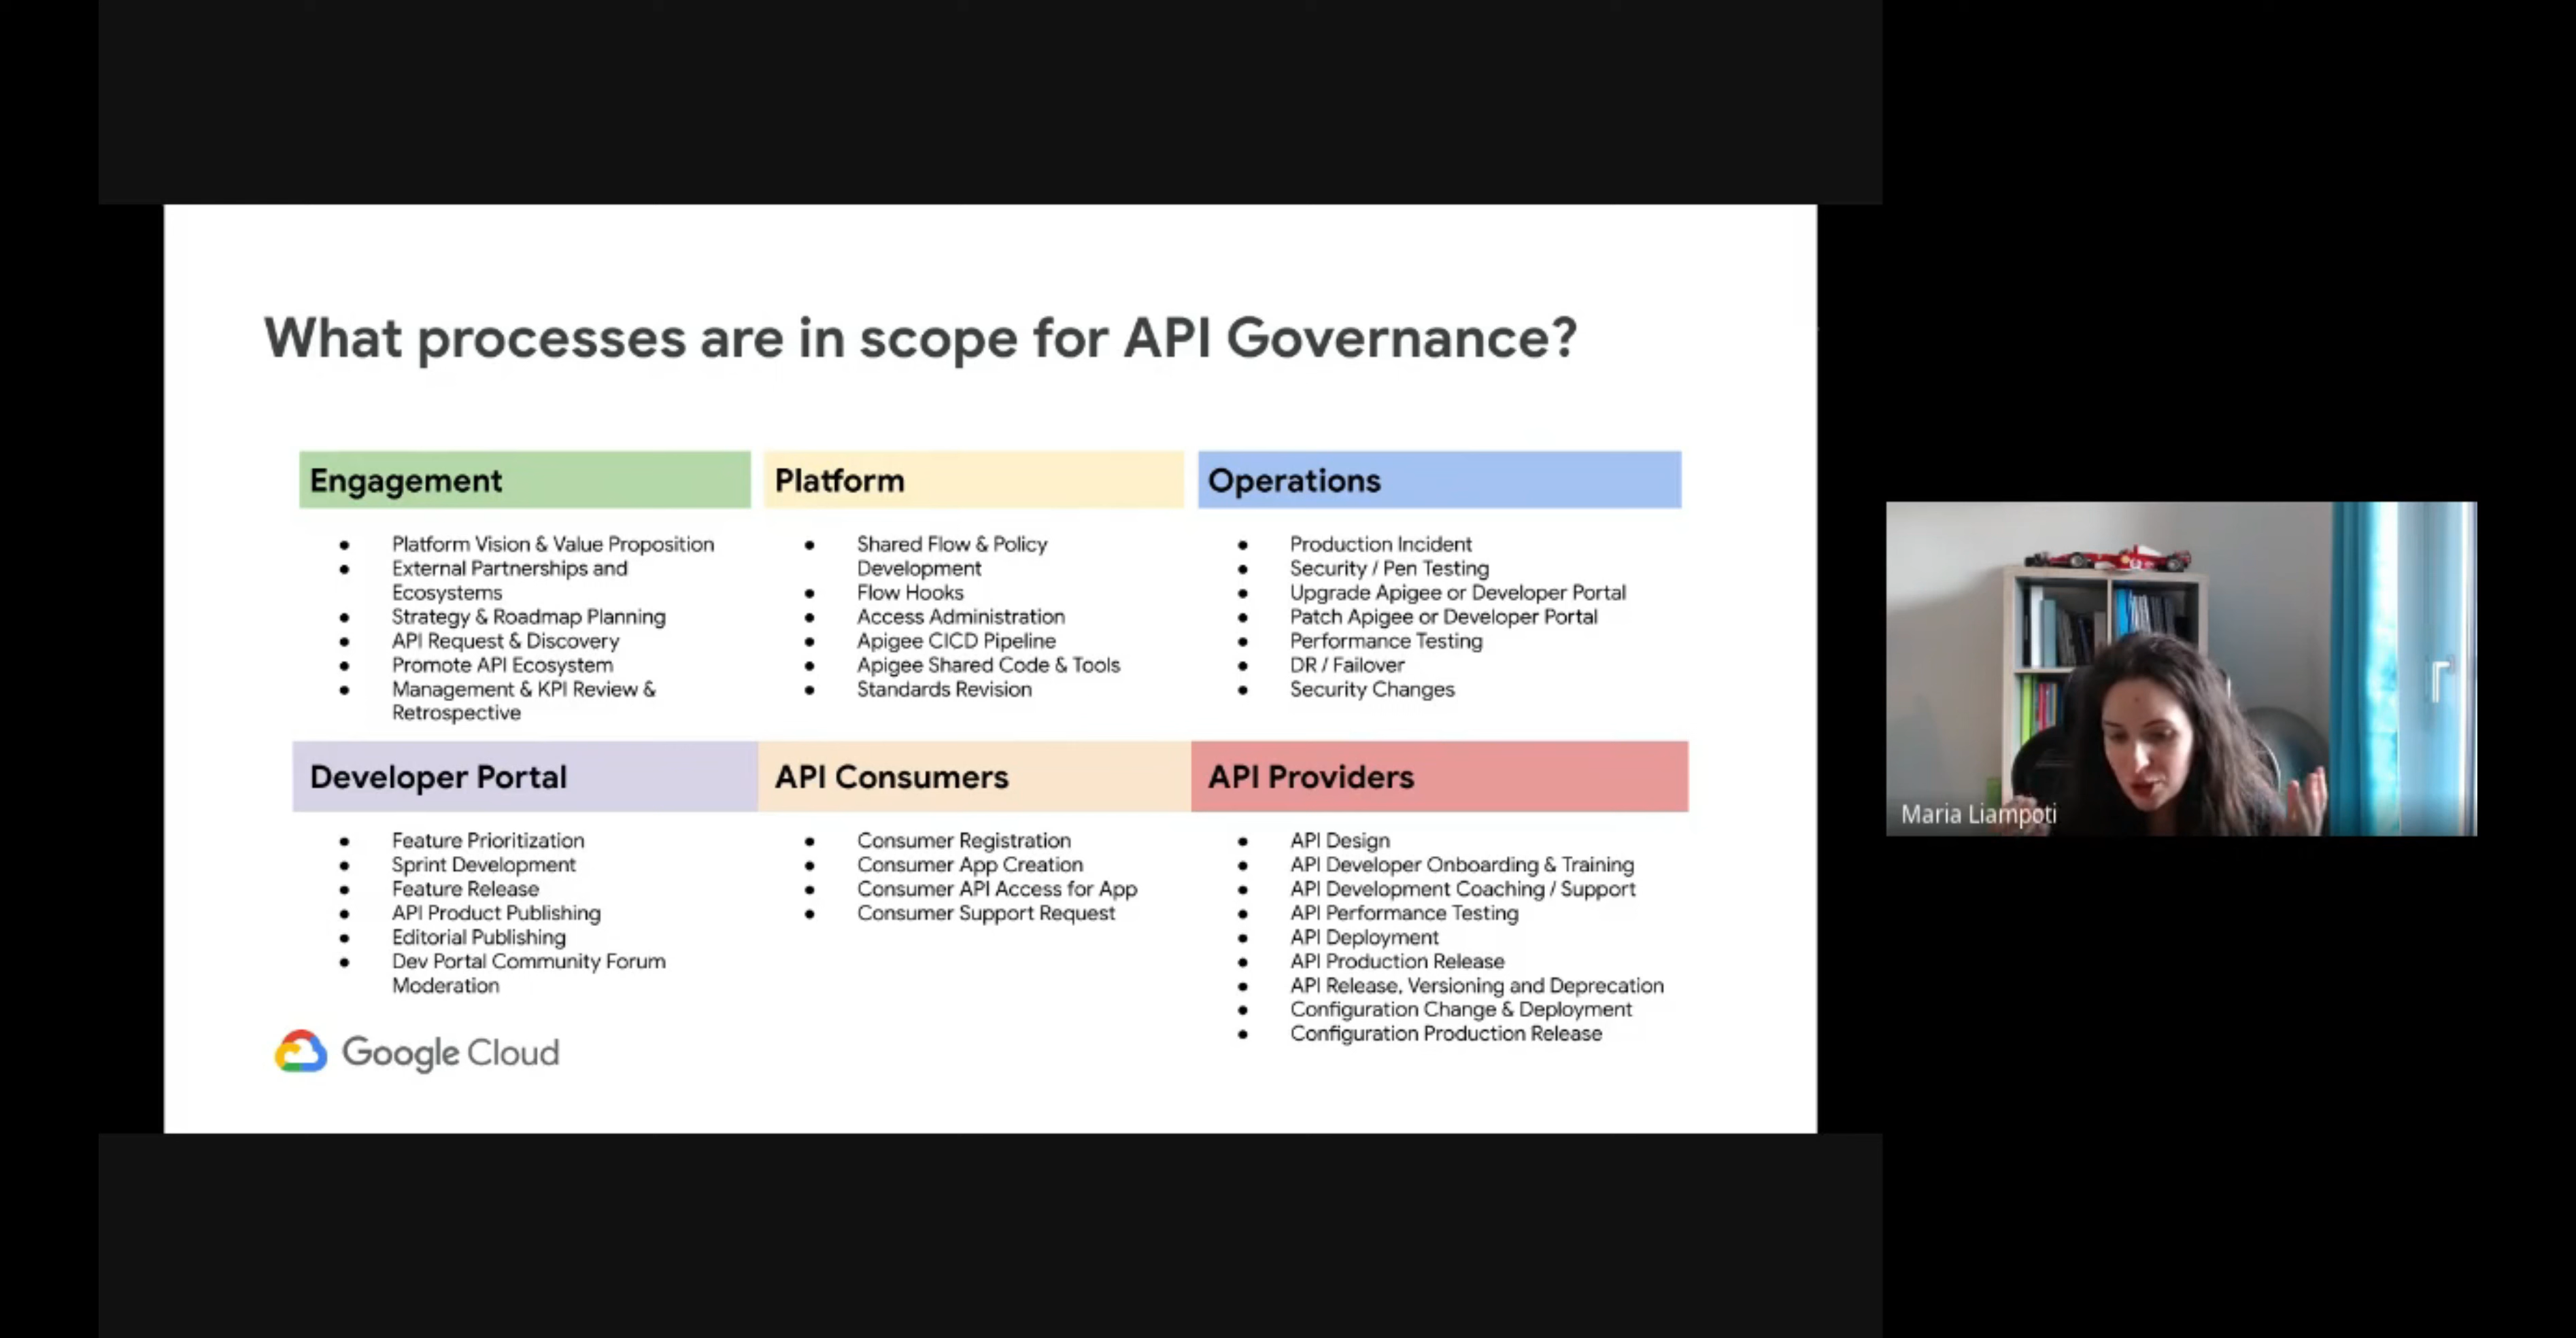 What processes are in scope for API Governance?
Engagement
Platform Vision & Value Proposition
External Partnerships and
Ecosystems
Strategy & Roadmap Planning
API Request & Discovery
Promote API Ecosystem
Management & KPI Review &
Retrospective
Platform
Shared Flow & Policy
Development
Flow Hooks
Access Administration
Apigee CICD Pipeline
Apigee Shared Code & Tools
Standards Revision
Operations
Production Incident
Security / Pen Testing
Upgrade Apigee or Developer Portal
Patch Apigee or Developer Portal
Performance Testing
DR / Failover
Security Changes
Developer Portal
Feature Prioritization
Sprint Development
Feature Release
API Product Publishing
Editorial Publishing
Dev Portal Community Forum
Moderation
API Consumers
Consumer Registration
Consumer App Creation
Consumer API Access for App
Consumer Support Request
API Providers
API Design
API Developer Onboarding & Training
API Development Coaching / Support
API Performance Testing
API Deployment
API Production Release
API Release, Versioning and Deprecation
Configuration Change & Deployment
Configuration Production Release
Google Cloud
Maria Liampoti